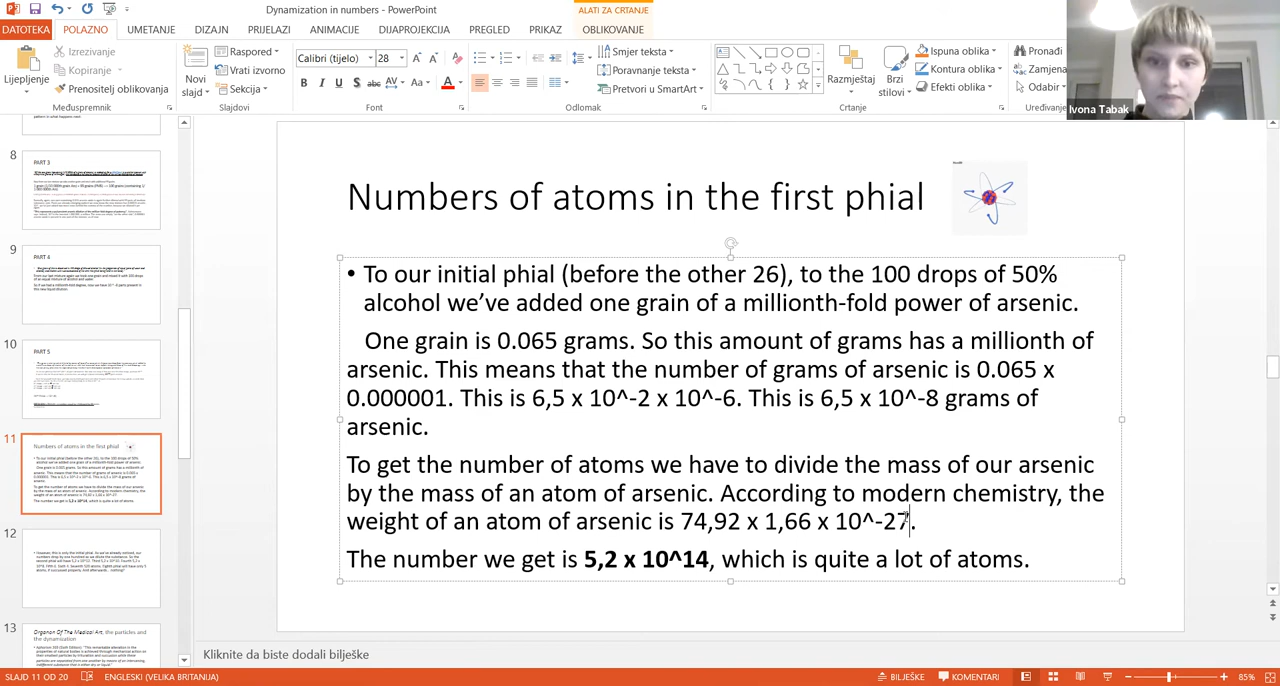 Dynamization in numbers - PowerPoint
ALATI ZA CRTANJE
DATOTEKA POLAZNO UMETANJE DIZAJN PRIJELAZI ANIMACIJE DIJAPROJEKCIJA PREGLED PRIKAZ OBLIKOVANJE
Lijepljenje
Izrezivanje
Kopiranje
Prenositelj oblikovanja
Međuspremnik
Novi slajd
Raspored
Vrati izvorno
Sekcija
Slajdovi
Calibri (tijelo) 28
Font
Smjer teksta
Poravnanje teksta
Pretvori u SmartArt
Odlomak
Razmještaj
Brzi stilovi
Ispuna oblika
Kontura oblika
Efekti oblika
Crtanje
Pronađi
Zamjena
Odabir
Uređivanje
Ivona Tabak
8
PART 3
9
PART 4
10
PART 5
11
Numbers of atoms in the first phial
12
13
Organon Of The Medical Art, the particles and
the dynamization
Numbers of atoms in the first phial
• To our initial phial (before the other 26), to the 100 drops of 50%
alcohol we’ve added one grain of a millionth-fold power of arsenic.
One grain is 0.065 grams. So this amount of grams has a millionth of
arsenic. This means that the number of grams of arsenic is 0.065 x
0.000001. This is 6,5 x 10^-2 x 10^-6. This is 6,5 x 10^-8 grams of
arsenic.
To get the number of atoms we have to divide the mass of our arsenic
by the mass of an atom of arsenic. According to modern chemistry, the
weight of an atom of arsenic is 74,92 x 1,66 x 10^-27.
The number we get is 5,2 x 10^14, which is quite a lot of atoms.
Kliknite da biste dodali bilješke
SLAJD 11 OD 20 ENGLESKI (VELIKA BRITANIJA) BILJEŠKE KOMENTARI 85%